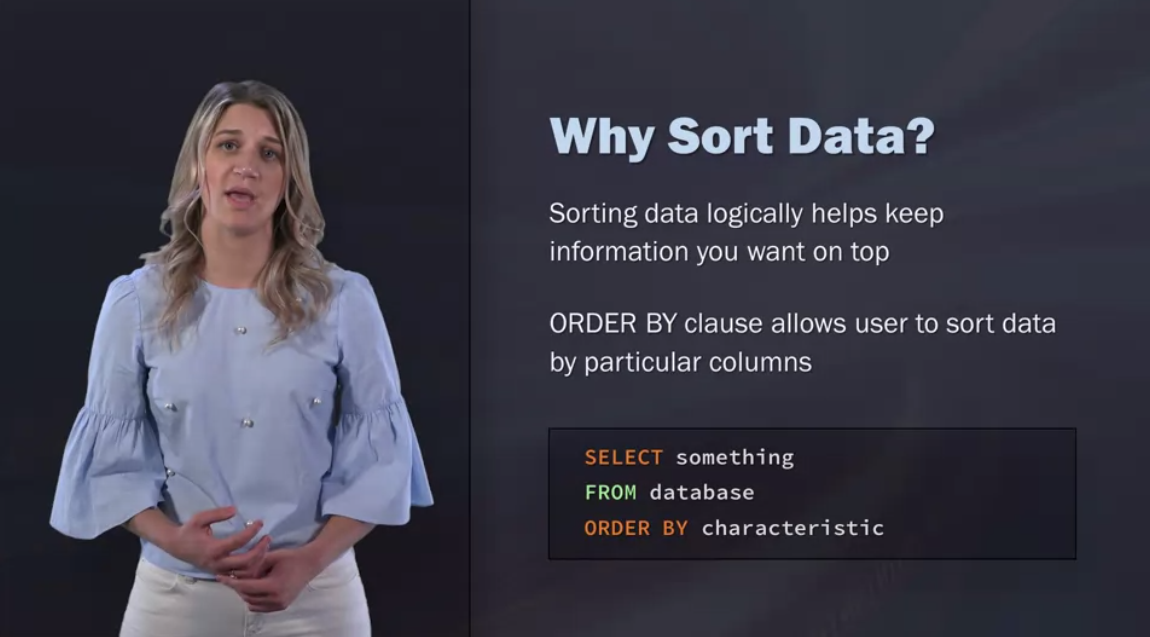 Why Sort Data?
Sorting data logically helps keep
information you want on top
ORDER BY clause allows user to sort data
by particular columns
SELECT something
FROM database
ORDER BY characteristic